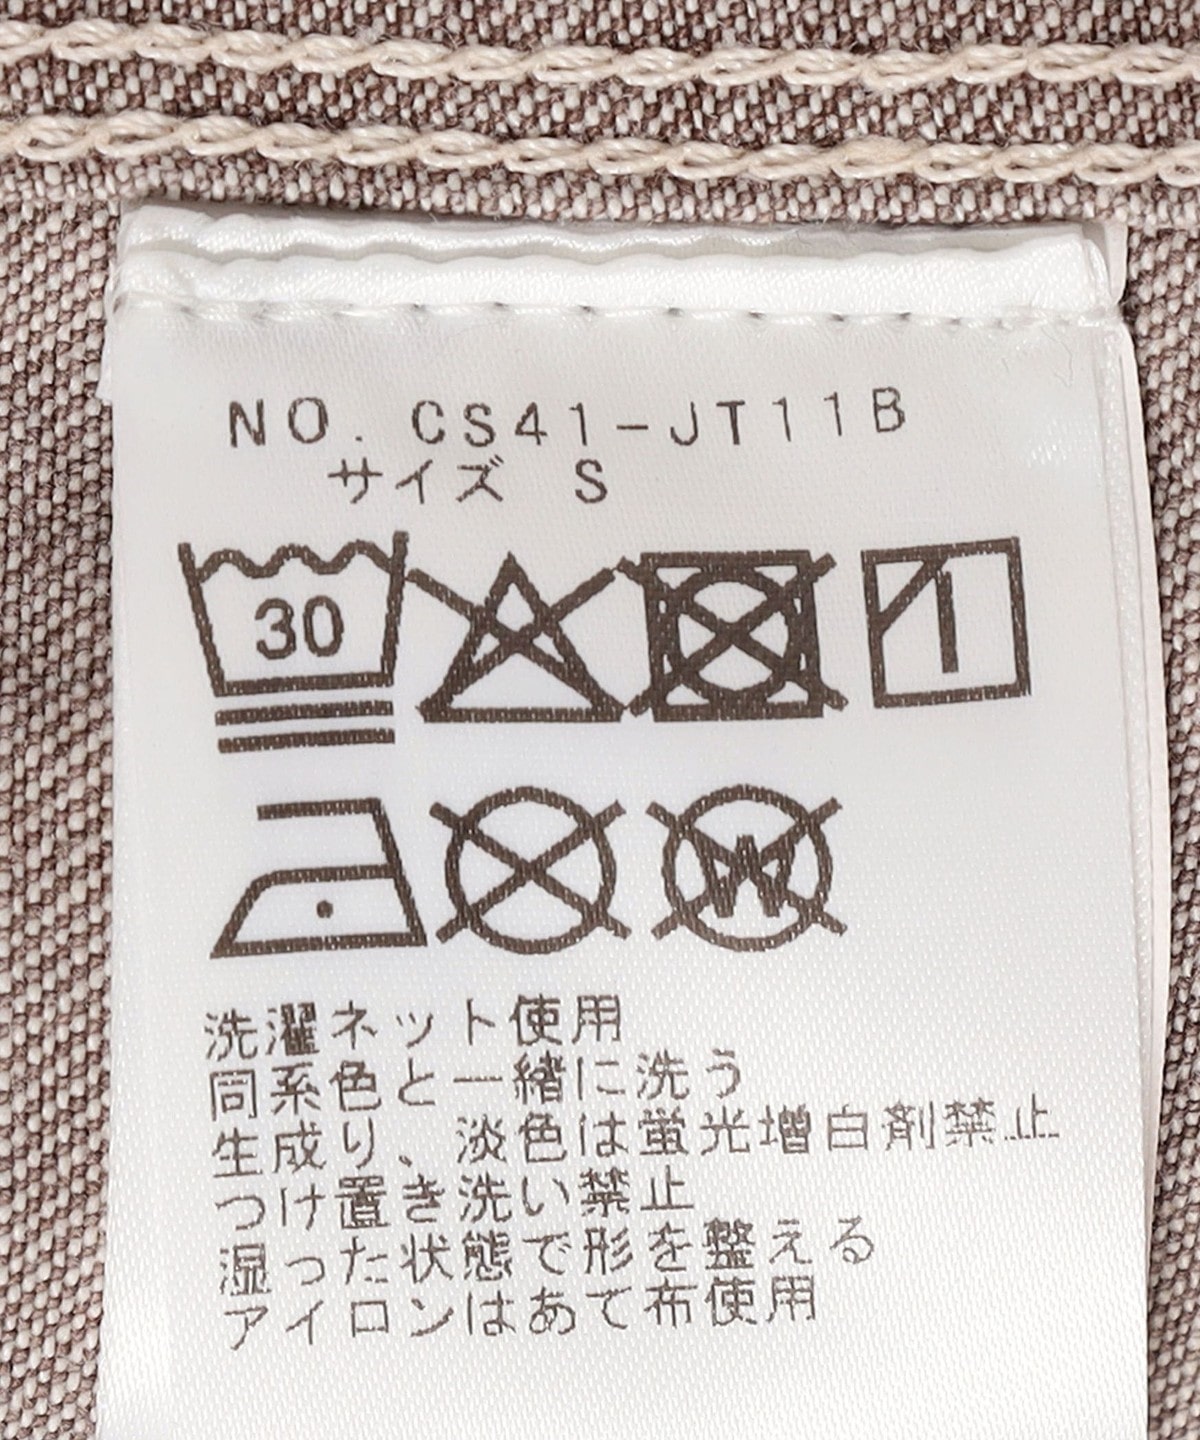 NO. CS41-JT11B
サイズ S
30
W
洗濯ネット使用
同系色と一緒に洗う
生成り、淡色は蛍光増白剤禁止
つけ置き洗い禁止
湿った状態で形を整える
アイロンはあて布使用